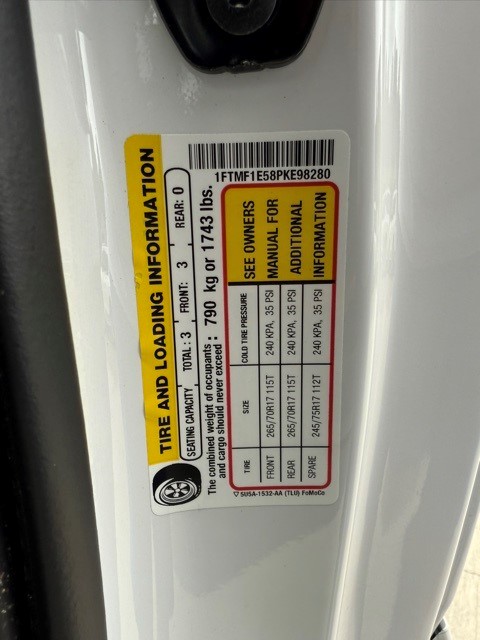 1FTMF1E58PKE98280
TIRE AND LOADING INFORMATION
SEATING CAPACITY TOTAL: 3 FRONT: 3 REAR: 0
The combined weight of occupants
and cargo should never exceed : 790 kg or 1743 lbs.
TIRE SIZE COLD TIRE PRESSURE
FRONT 265/70R17 115T 240 KPA, 35 PSI
REAR 265/70R17 115T 240 KPA, 35 PSI
SPARE 245/75R17 112T 240 KPA, 35 PSI
SEE OWNERS
MANUAL FOR
ADDITIONAL
INFORMATION
5U5A-1532-AA (TLU) FoMoCo